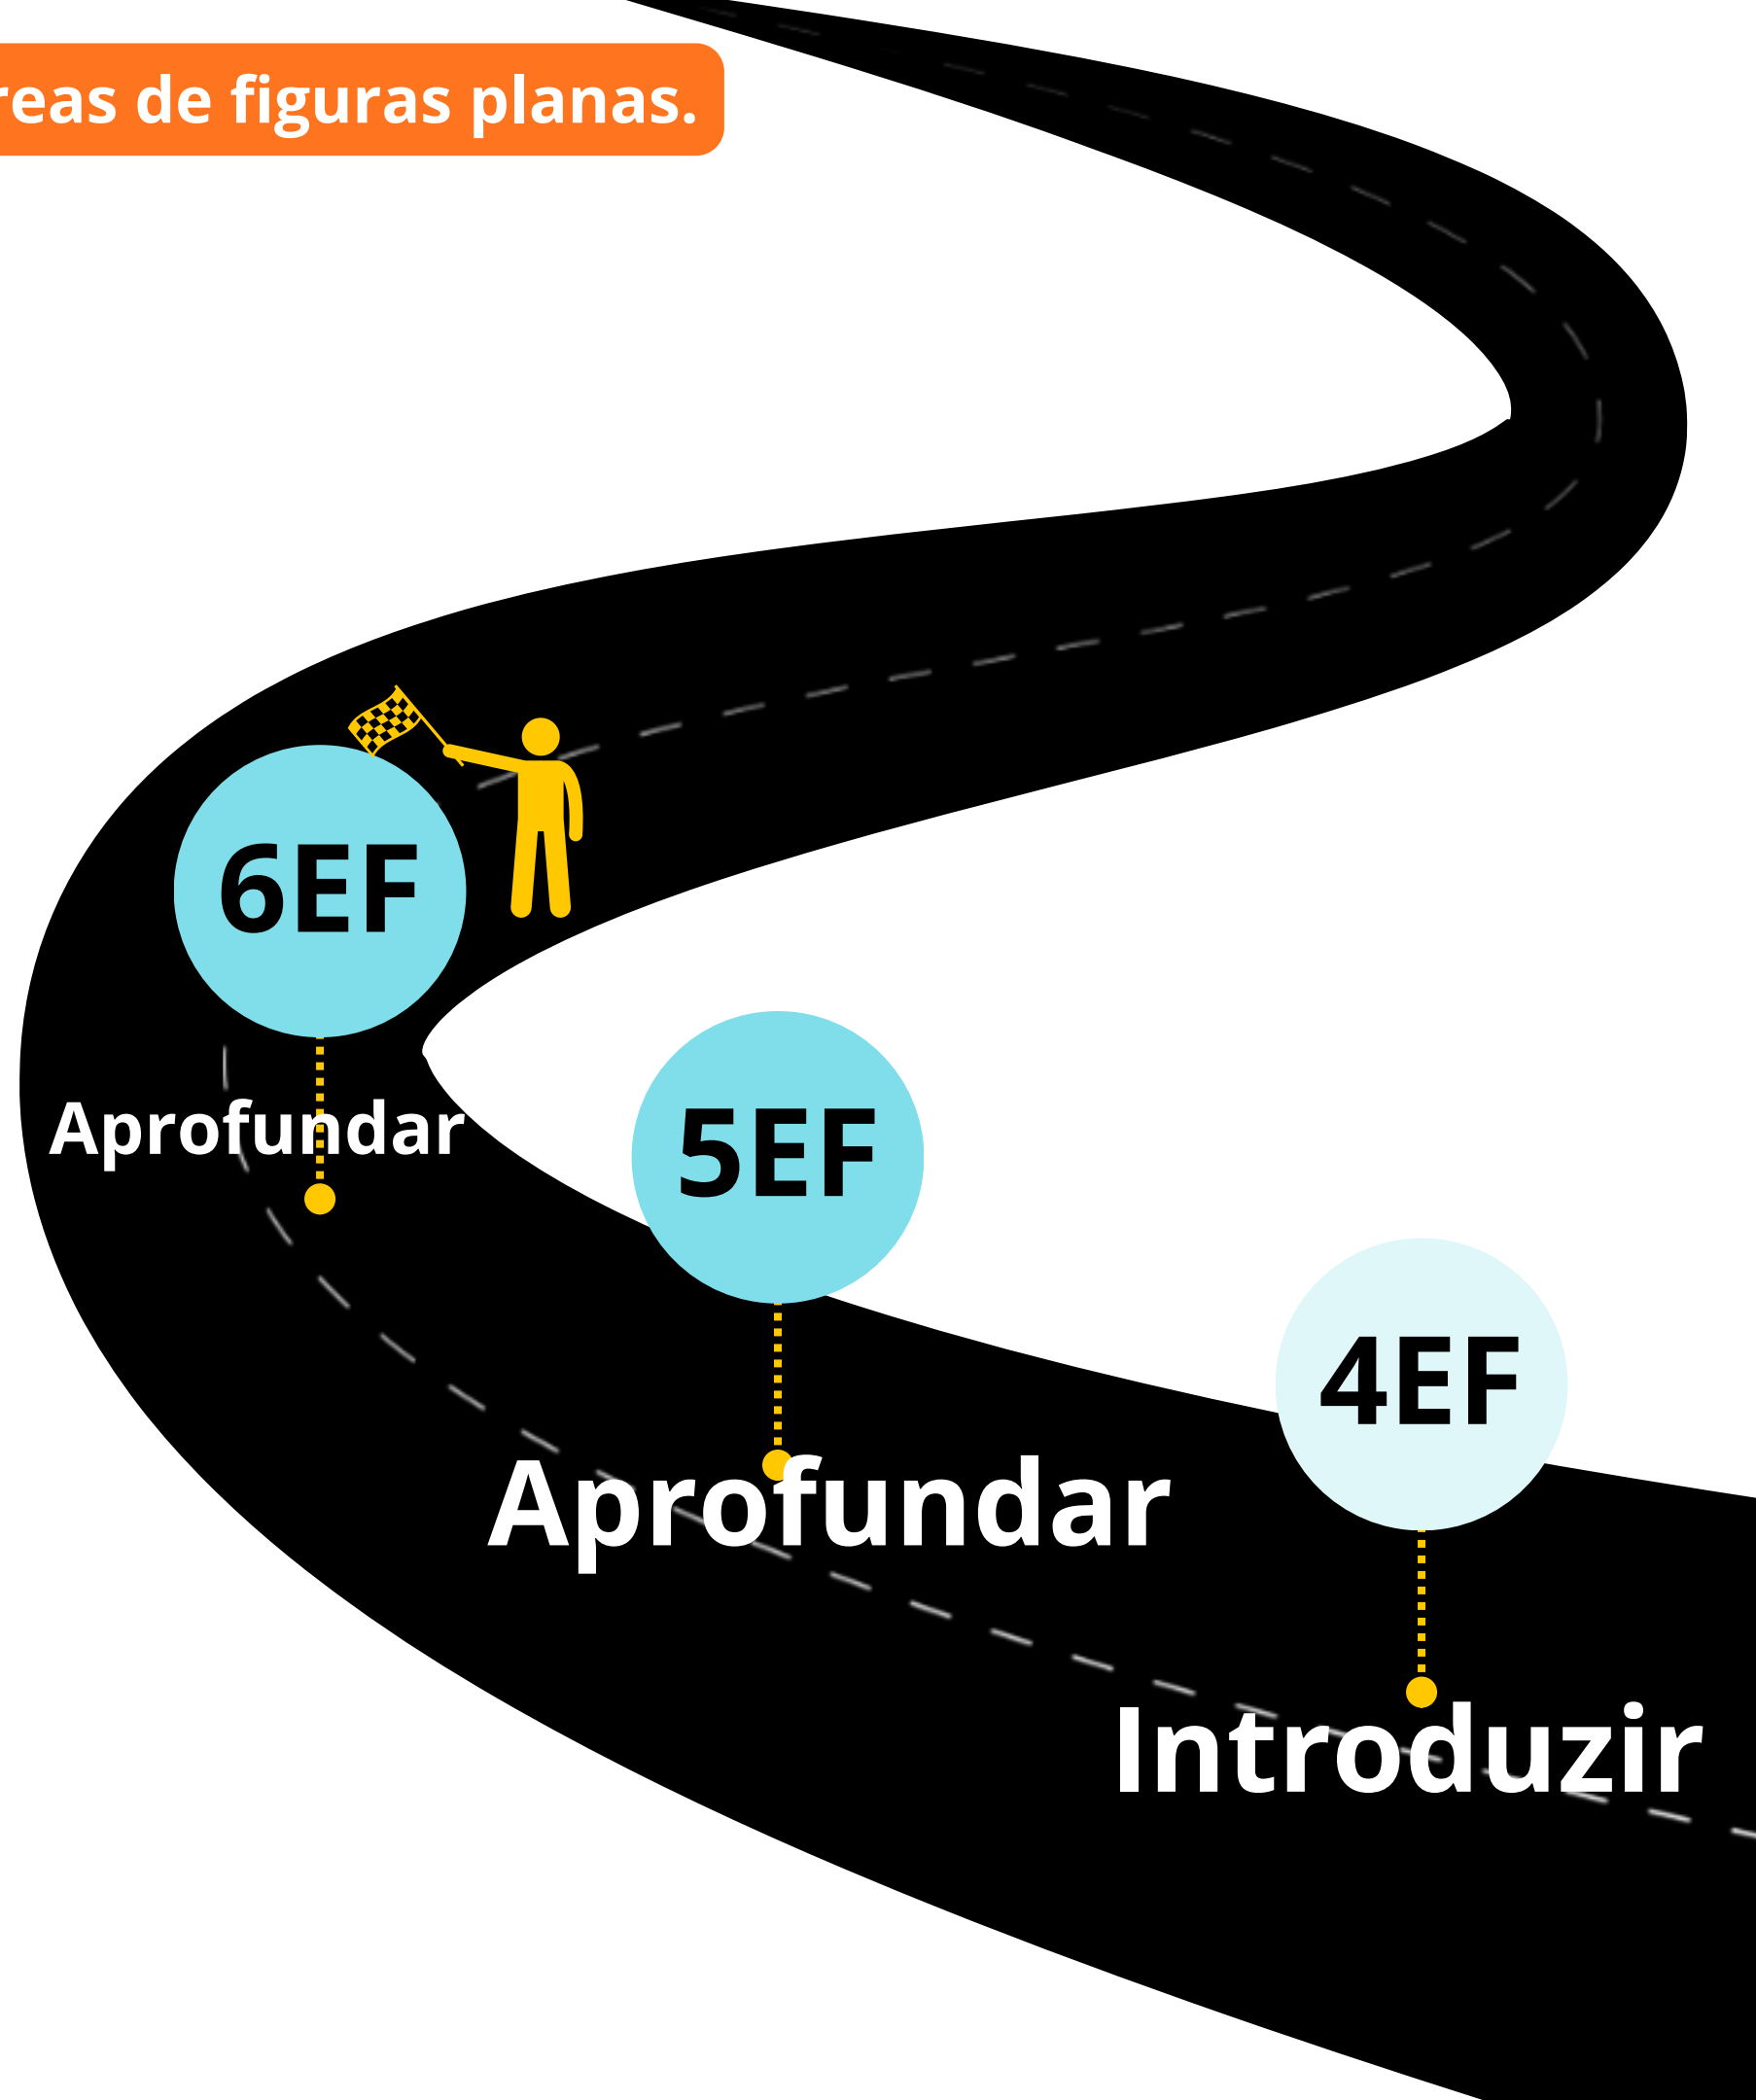 reas de figuras planas.
6EF
Aprofundar
5EF
Aprofundar
4EF
Introduzir